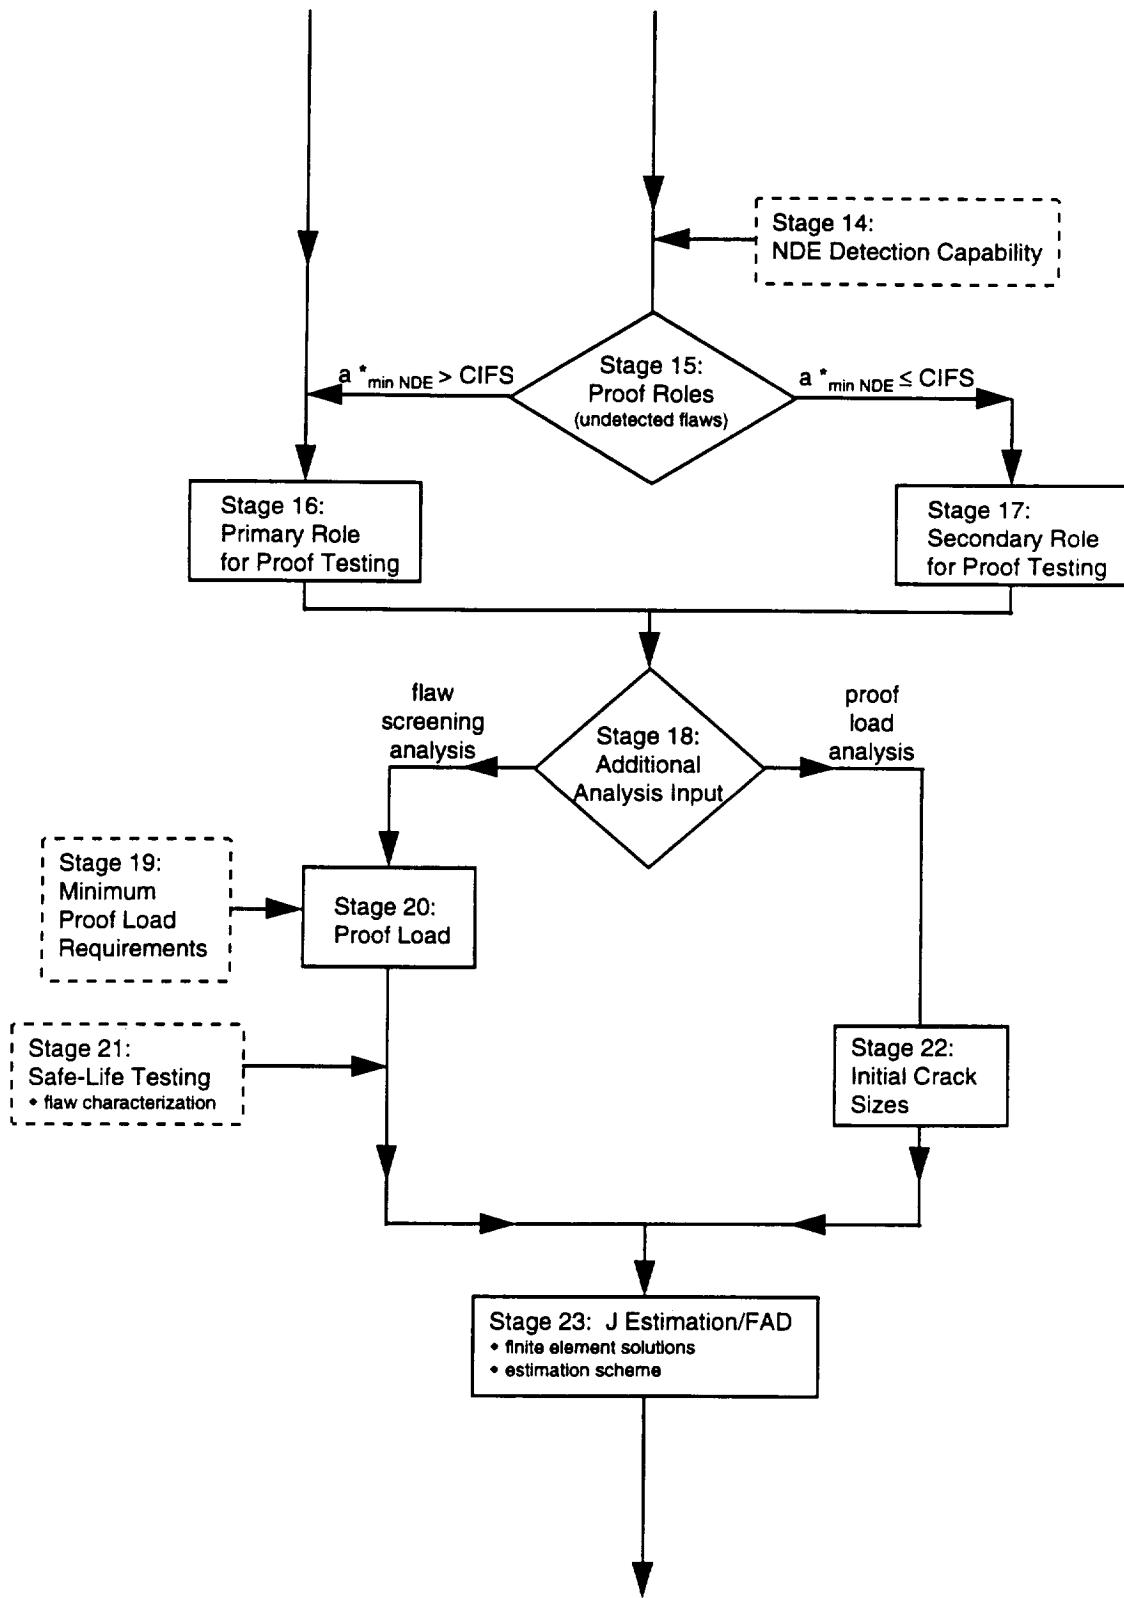 Stage 14:
NDE Detection Capability
Stage 15:
Proof Roles
(undetected flaws)
a *min NDE > CIFS
a *min NDE ≤ CIFS
Stage 16:
Primary Role
for Proof Testing
Stage 17:
Secondary Role
for Proof Testing
flaw
screening
analysis
Stage 18:
Additional
Analysis Input
proof
load
analysis
Stage 19:
Minimum
Proof Load
Requirements
Stage 20:
Proof Load
Stage 21:
Safe-Life Testing
• flaw characterization
Stage 22:
Initial Crack
Sizes
Stage 23: J Estimation/FAD
• finite element solutions
• estimation scheme